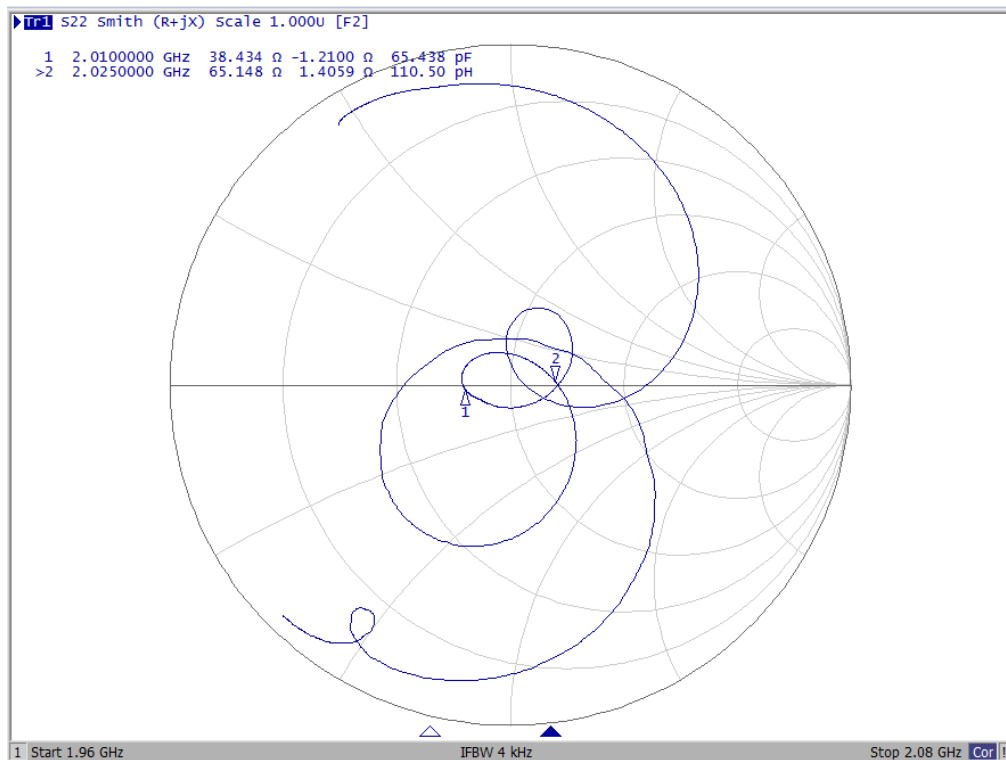 Tr1 S22 Smith (R+jX) Scale 1.000U [F2]
1 2.0100000 GHz 38.434 Ω -1.2100 Ω 65.438 pF
>2 2.0250000 GHz 65.148 Ω 1.4059 Ω 110.50 pH
2
1
1 Start 1.96 GHz IFBW 4 kHz Stop 2.08 GHz Cor !